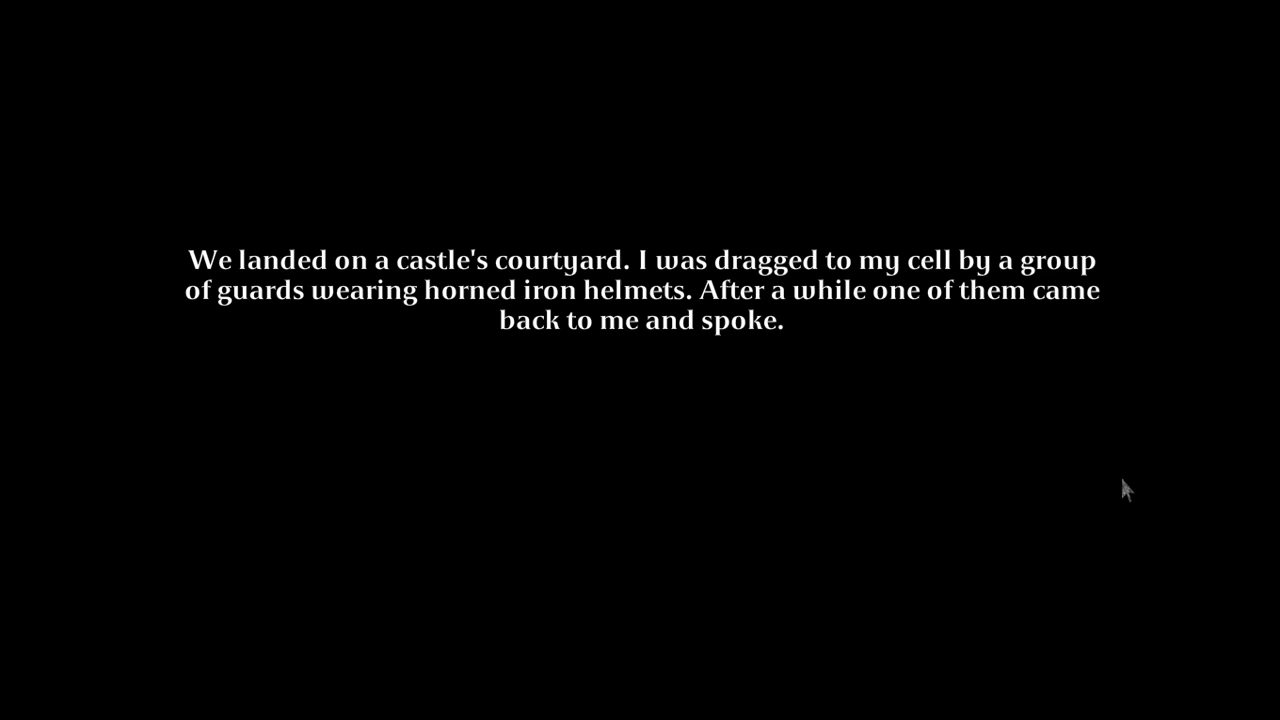 We landed on a castle's courtyard. I was dragged to my cell by a group
of guards wearing horned iron helmets. After a while one of them came
back to me and spoke.